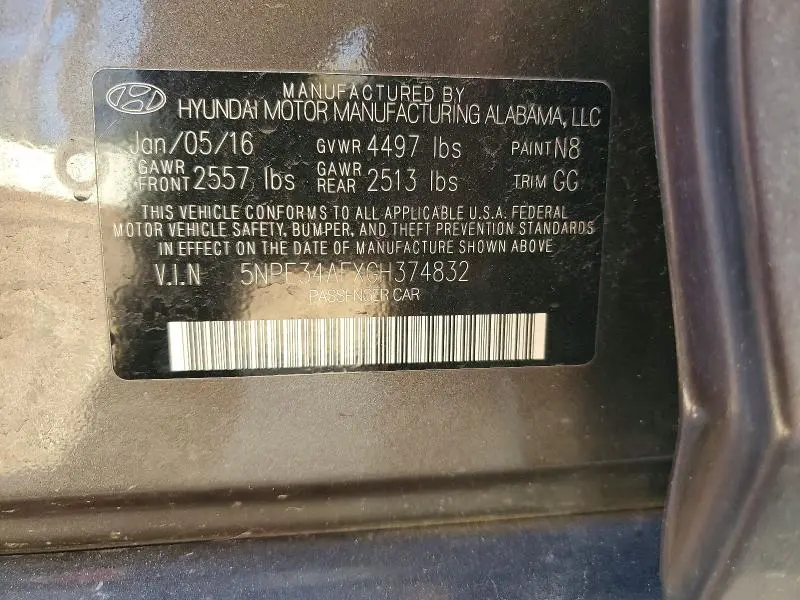 MANUFACTURED BY
HYUNDAI MOTOR MANUFACTURING ALABAMA, LLC
Jan/05/16 GVWR 4497 lbs PAINT N8
GAWR FRONT 2557 lbs GAWR REAR 2513 lbs TRIM GG
THIS VEHICLE CONFORMS TO ALL APPLICABLE U.S.A. FEDERAL
MOTOR VEHICLE SAFETY, BUMPER, AND THEFT PREVENTION STANDARDS
IN EFFECT ON THE DATE OF MANUFACTURE SHOWN ABOVE
V.I.N 5NPE34AFXGH374832
PASSENGER CAR